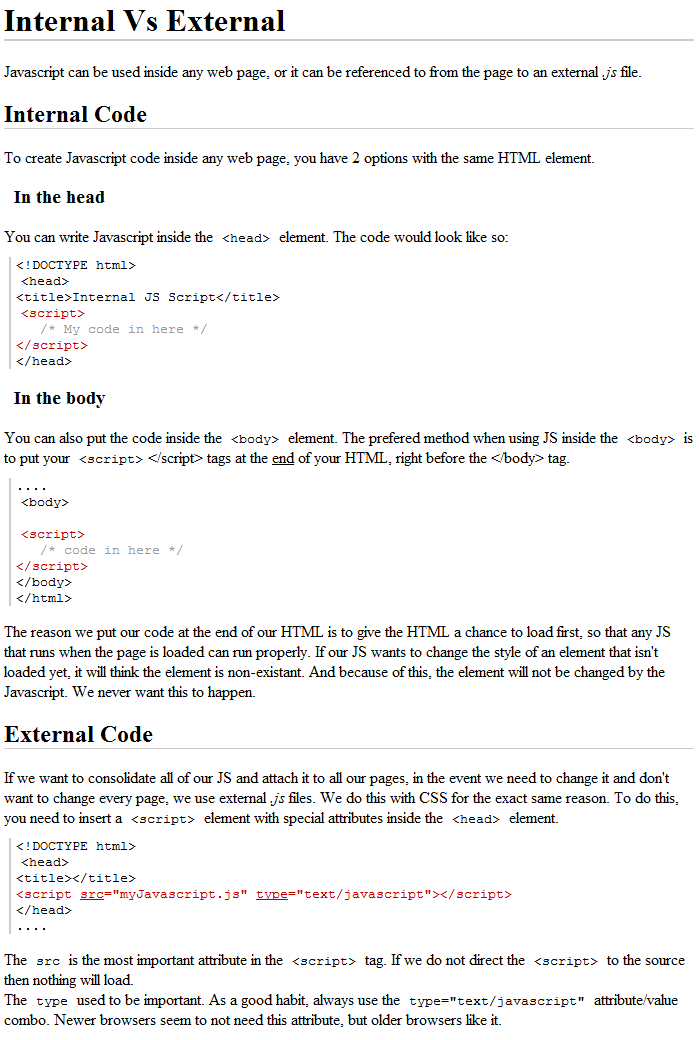 Internal Vs External
Javascript can be used inside any web page, or it can be referenced to from the page to an external .js file.
Internal Code
To create Javascript code inside any web page, you have 2 options with the same HTML element.
In the head
You can write Javascript inside the <head> element. The code would look like so:
<!DOCTYPE html>
<head>
<title>Internal JS Script</title>
<script>
/* My code in here */
</script>
</head>
In the body
You can also put the code inside the <body> element. The prefered method when using JS inside the <body> is
to put your <script> </script> tags at the end of your HTML, right before the </body> tag.
....
<body>
<script>
/* code in here */
</script>
</body>
</html>
The reason we put our code at the end of our HTML is to give the HTML a chance to load first, so that any JS
that runs when the page is loaded can run properly. If our JS wants to change the style of an element that isn't
loaded yet, it will think the element is non-existant. And because of this, the element will not be changed by the
Javascript. We never want this to happen.
External Code
If we want to consolidate all of our JS and attach it to all our pages, in the event we need to change it and don't
want to change every page, we use external .js files. We do this with CSS for the exact same reason. To do this,
you need to insert a <script> element with special attributes inside the <head> element.
<!DOCTYPE html>
<head>
<title></title>
<script src="myJavascript.js" type="text/javascript"></script>
</head>
....
The src is the most important attribute in the <script> tag. If we do not direct the <script> to the source
then nothing will load.
The type used to be important. As a good habit, always use the type="text/javascript" attribute/value
combo. Newer browsers seem to not need this attribute, but older browsers like it.